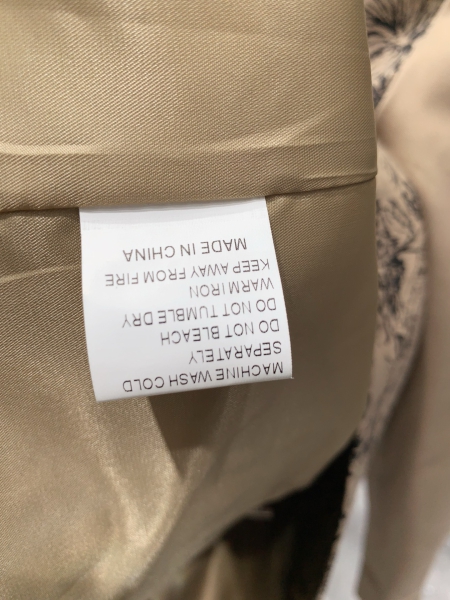 MACHINE WASH COLD
SEPARATELY
DO NOT BLEACH
DO NOT TUMBLE DRY
WARM IRON
KEEP AWAY FROM FIRE
MADE IN CHINA